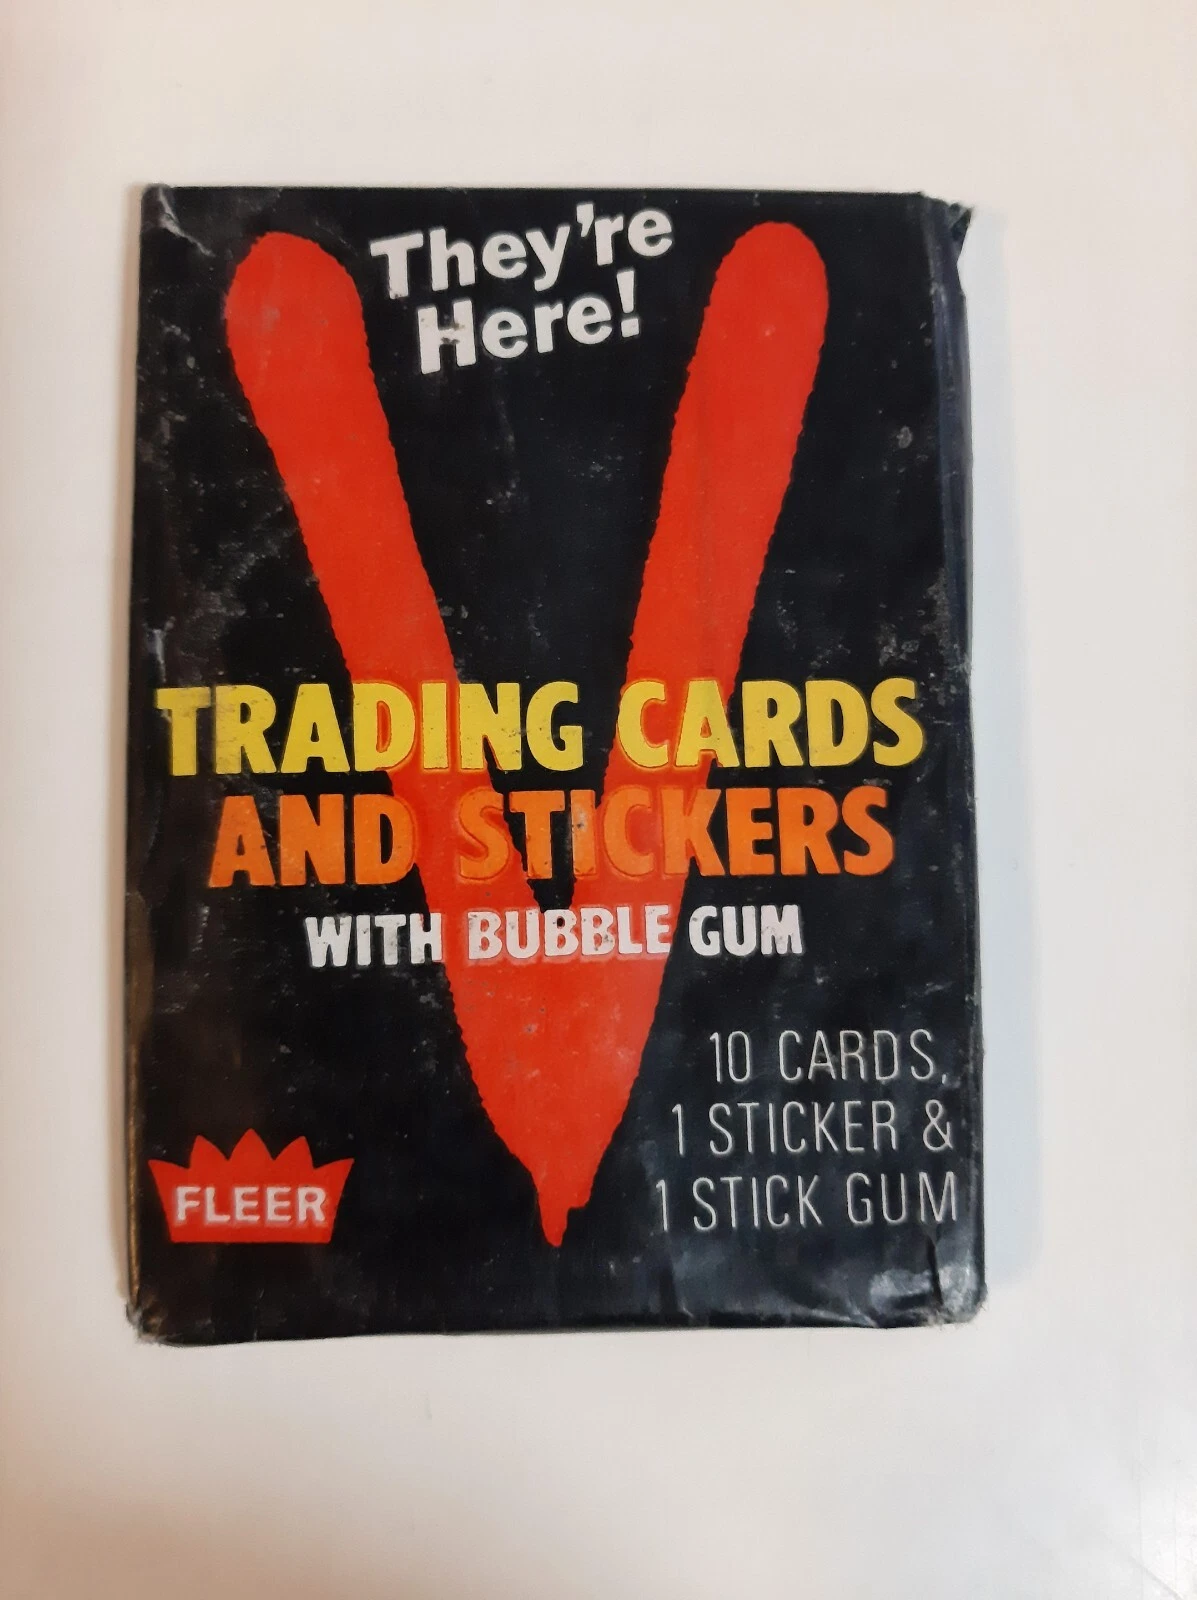 They're
Here!
V
TRADING CARDS
AND STICKERS
WITH BUBBLE GUM
10 CARDS,
1 STICKER &
1 STICK GUM
FLEER